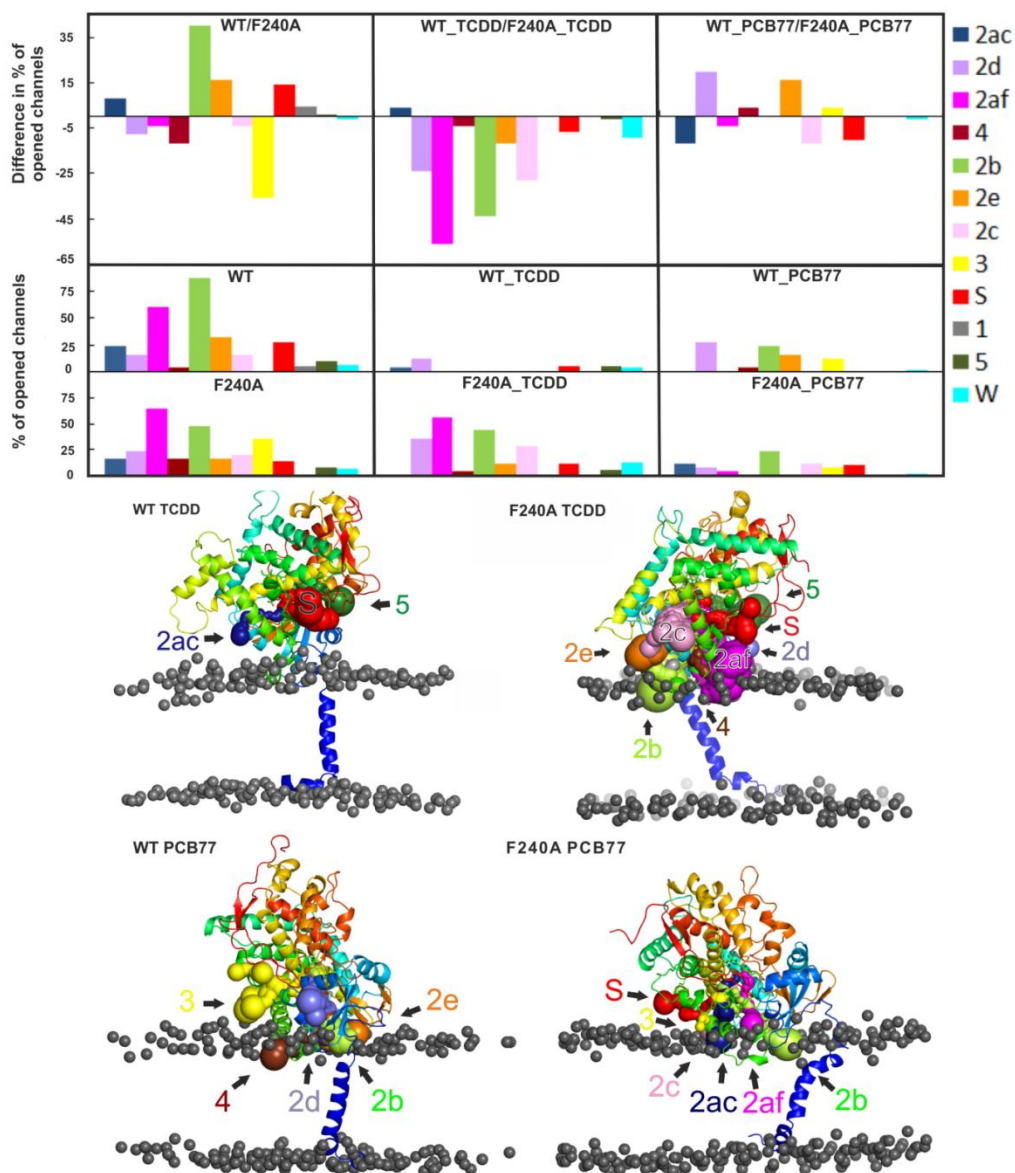 WT/F240A
WT_TCDD/F240A_TCDD
WT_PCB77/F240A_PCB77
Difference in % of
opened channels
35
15
-5
-25
-45
-65
2ac
2d
2af
4
2b
2e
2c
3
S
1
5
W
WT
WT_TCDD
WT_PCB77
% of opened channels
75
50
25
0
F240A
F240A_TCDD
F240A_PCB77
75
50
25
0
WT TCDD
F240A TCDD
S
5
2ac
5
2c
S
2e
2af
2d
4
2b
WT PCB77
F240A PCB77
3
2e
4
2d
2b
S
3
2c
2ac
2af
2b